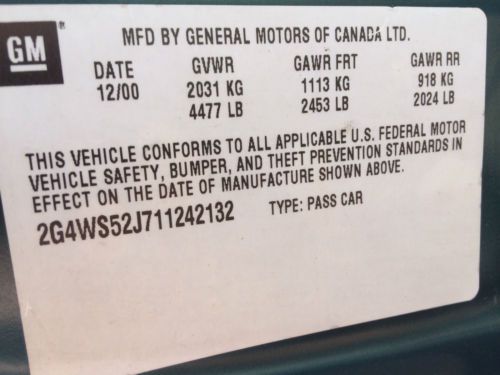 GM
MFD BY GENERAL MOTORS OF CANADA LTD.
DATE GVWR GAWR FRT GAWR RR
12/00 2031 KG 1113 KG 918 KG
4477 LB 2453 LB 2024 LB
THIS VEHICLE CONFORMS TO ALL APPLICABLE U.S. FEDERAL MOTOR
VEHICLE SAFETY, BUMPER, AND THEFT PREVENTION STANDARDS IN
EFFECT ON THE DATE OF MANUFACTURE SHOWN ABOVE.
2G4WS52J711242132 TYPE: PASS CAR